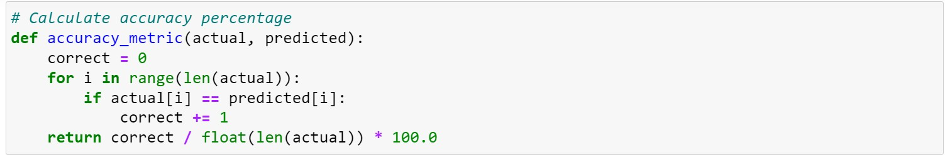 # Calculate accuracy percentage
def accuracy_metric(actual, predicted):
    correct = 0
    for i in range(len(actual)):
        if actual[i] == predicted[i]:
            correct += 1
    return correct / float(len(actual)) * 100.0